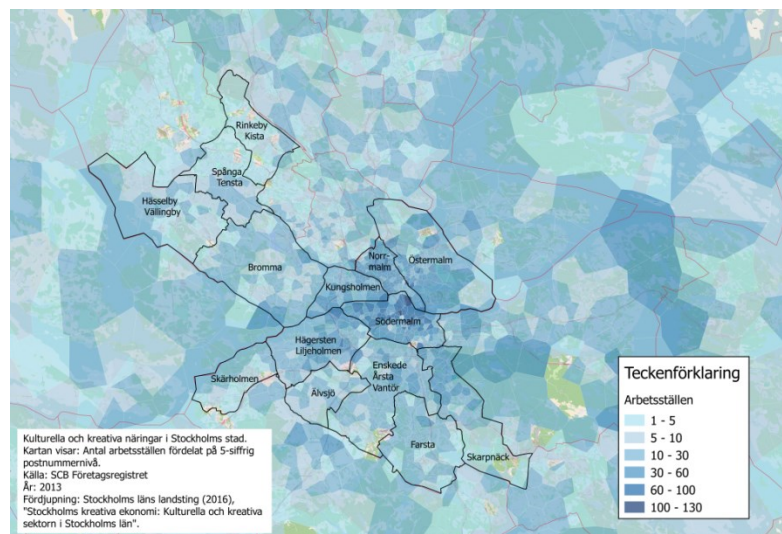 Rinkeby
Kista
Spånga
Tensta
Hässelby
Vällingby
Bromma
Norr-
malm
Östermalm
Kungsholmen
Södermalm
Hägersten
Liljeholmen
Enskede
Årsta
Vantör
Skärholmen
Älvsjö
Farsta
Skarpnäck
Teckenförklaring
Arbetsställen
1 - 5
5 - 10
10 - 30
30 - 60
60 - 100
100 - 130
Kulturella och kreativa näringar i Stockholms stad.
Kartan visar: Antal arbetsställen fördelat på 5-siffrig
postnummernivå.
Källa: SCB Företagsregistret
År: 2013
Fördjupning: Stockholms läns landsting (2016),
"Stockholms kreativa ekonomi: Kulturella och kreativa
sektorn i Stockholms län".